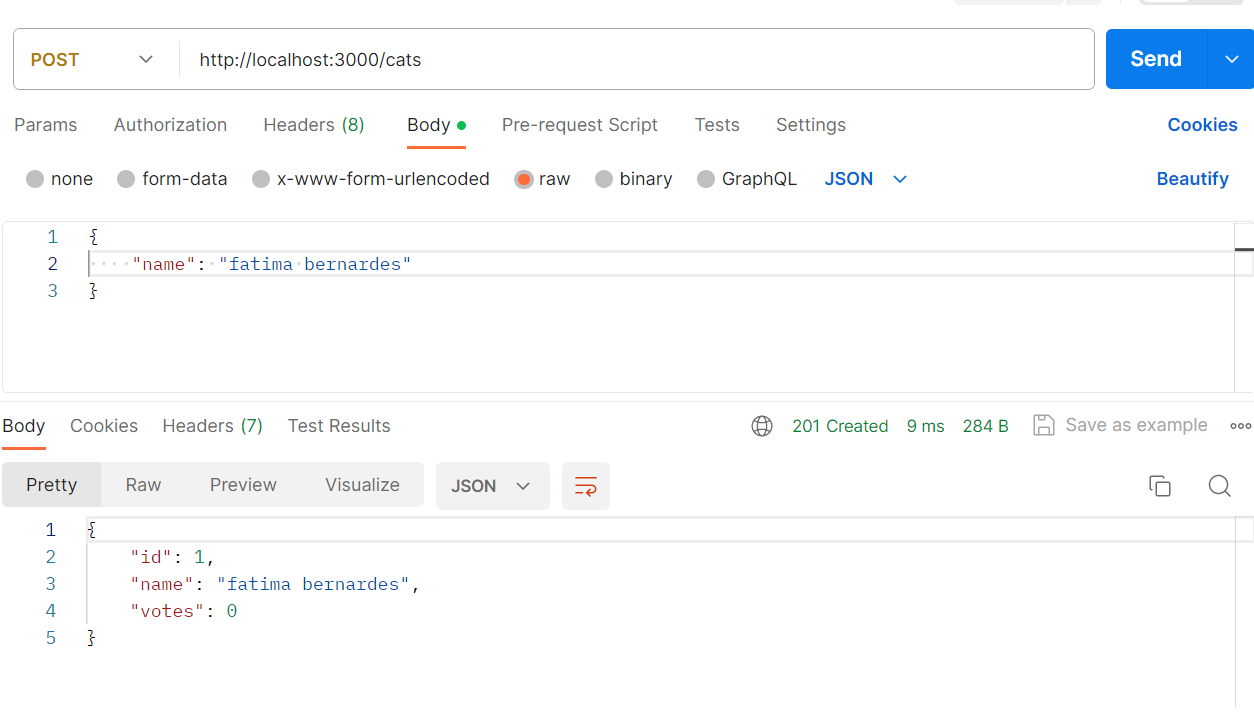 POST http://localhost:3000/cats Send
Params Authorization Headers (8) Body Pre-request Script Tests Settings Cookies
none form-data x-www-form-urlencoded raw binary GraphQL JSON Beautify
1 {
2 "name": "fatima bernardes"
3 }
Body Cookies Headers (7) Test Results 201 Created 9 ms 284 B Save as example
Pretty Raw Preview Visualize JSON
1 {
2 "id": 1,
3 "name": "fatima bernardes",
4 "votes": 0
5 }